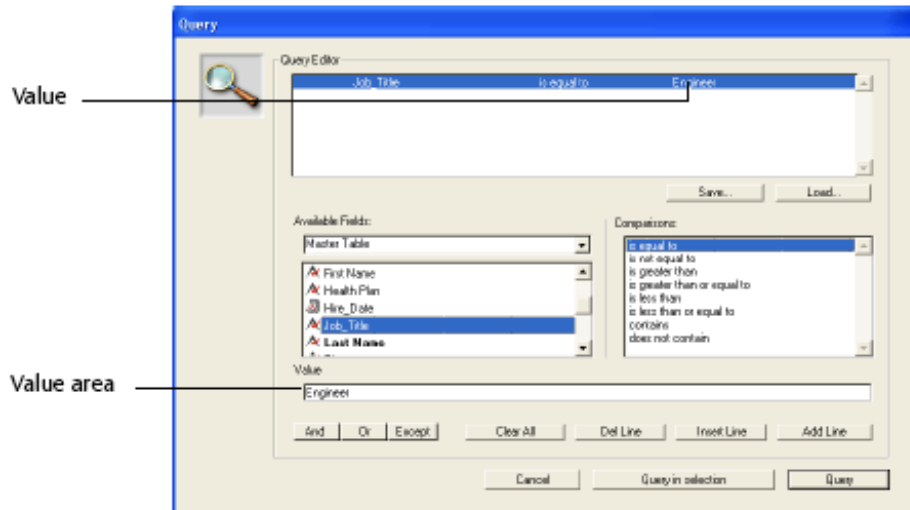 Query
Query Editor
Job_Title is equal to Engineer
Value
Save... Load...
Available Fields:
Comparisons:
Master Table
First Name
Health Plan
Hire_Date
Job_Title
Last Name
is equal to
is not equal to
is greater than
is greater than or equal to
is less than
is less than or equal to
contains
does not contain
Value
Value area
Engineer
And Or Except Clear All Del Line Insert Line Add Line
Cancel Query in selection Query